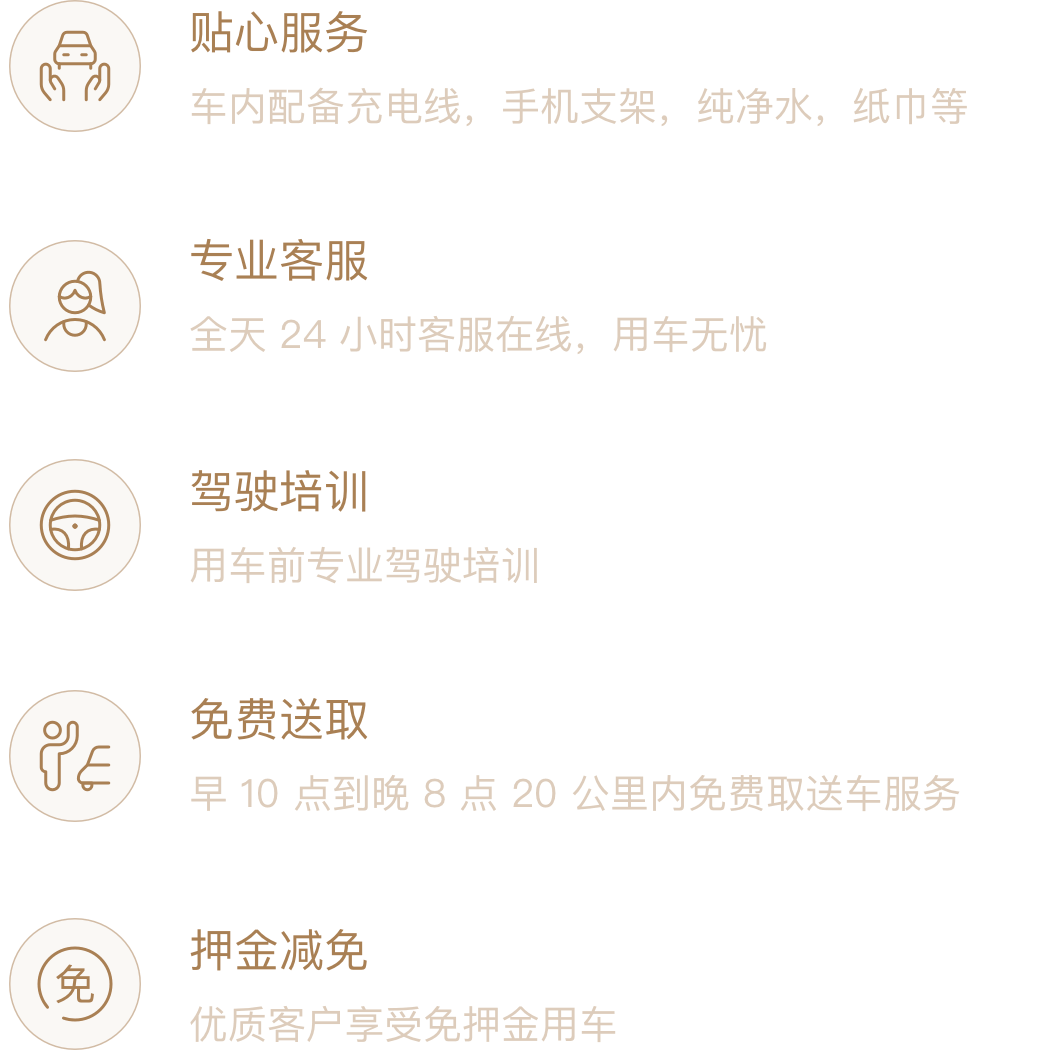 贴心服务
车内配备充电线，手机支架，纯净水，纸巾等
专业客服
全天 24 小时客服在线，用车无忧
驾驶培训
用车前专业驾驶培训
免费送取
早 10 点到晚 8 点 20 公里内免费取送车服务
免
押金减免
优质客户享受免押金用车